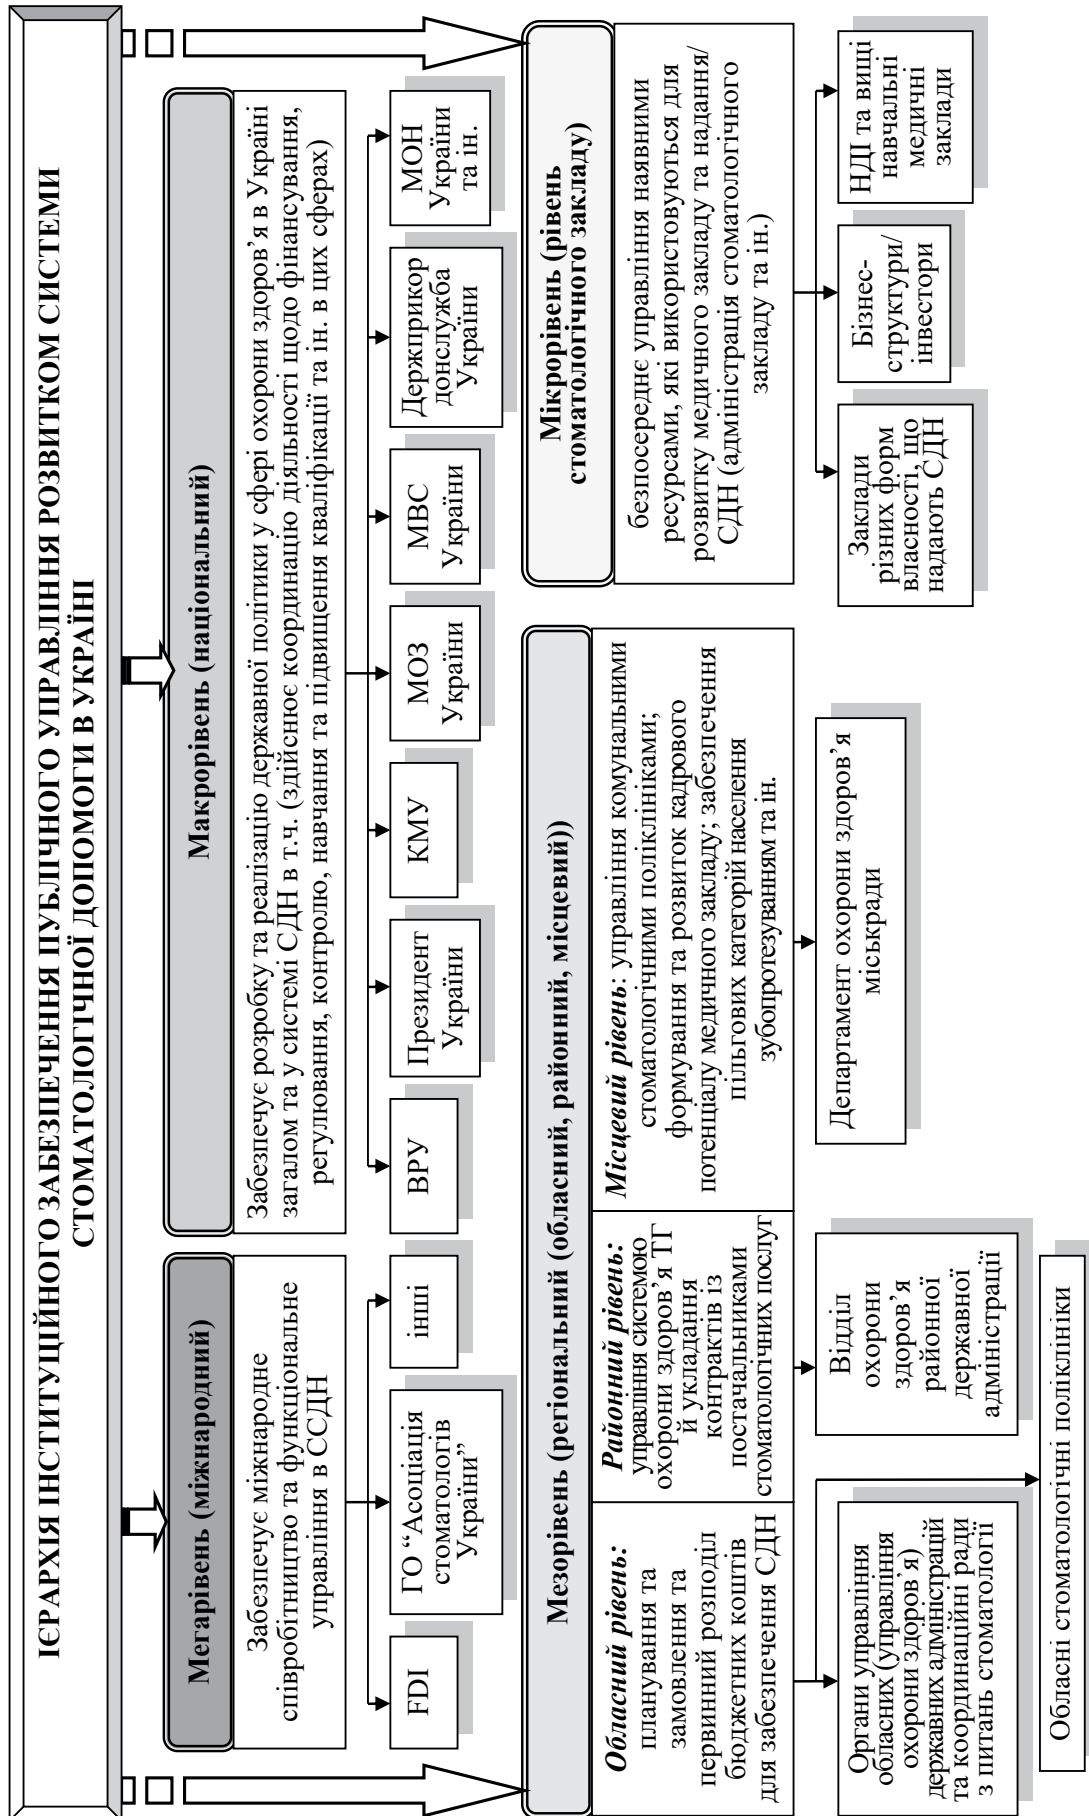 ІЄРАРХІЯ ІНСТИТУЦІЙНОГО ЗАБЕЗПЕЧЕННЯ ПУБЛІЧНОГО УПРАВЛІННЯ РОЗВИТКОМ СИСТЕМИ
СТОМАТОЛОГІЧНОЇ ДОПОМОГИ В УКРАЇНІ
Мегарівень (міжнародний)
Забезпечує міжнародне
співробітництво та функціональне
управління в ССДН
FDI
ГО “Асоціація
стоматологів
України”
інші
Макрорівень (національний)
Забезпечує розробку та реалізацію державної політики у сфері охорони здоров’я в Україні
загалом та у системі СДН в т.ч. (здійснює координацію діяльності щодо фінансування,
регулювання, контролю, навчання та підвищення кваліфікації та ін. в цих сферах)
ВРУ
Президент
України
КМУ
МОЗ
України
МВС
України
Держприкор
донслужба
України
МОН
України
та ін.
Мезорівень (регіональний (обласний, районний, місцевий))
Обласний рівень:
планування та
замовлення та
первинний розподіл
бюджетних коштів
для забезпечення СДН
Районний рівень:
управління системою
охорони здоров’я ТГ
й укладання
контрактів із
постачальниками
стоматологічних послуг
Місцевий рівень: управління комунальними
стоматологічними поліклініками;
формування та розвиток кадрового
потенціалу медичного закладу; забезпечення
пільгових категорій населення
зубопротезуванням та ін.
Органи управління
обласних (управління
охорони здоров’я)
державних адміністрацій
та координаційні ради
з питань стоматології
Обласні стоматологічні поліклініки
Відділ
охорони
здоров’я
районної
державної
адміністрації
Департамент охорони здоров’я
міськради
Мікрорівень (рівень
стоматологічного закладу)
безпосереднє управління наявними
ресурсами, які використовуються для
розвитку медичного закладу та надання/
СДН (адміністрація стоматологічного
закладу та ін.)
Заклади
різних форм
власності, що
надають СДН
Бізнес-
структури/
інвестори
НДІ та вищі
навчальні
медичні
заклади